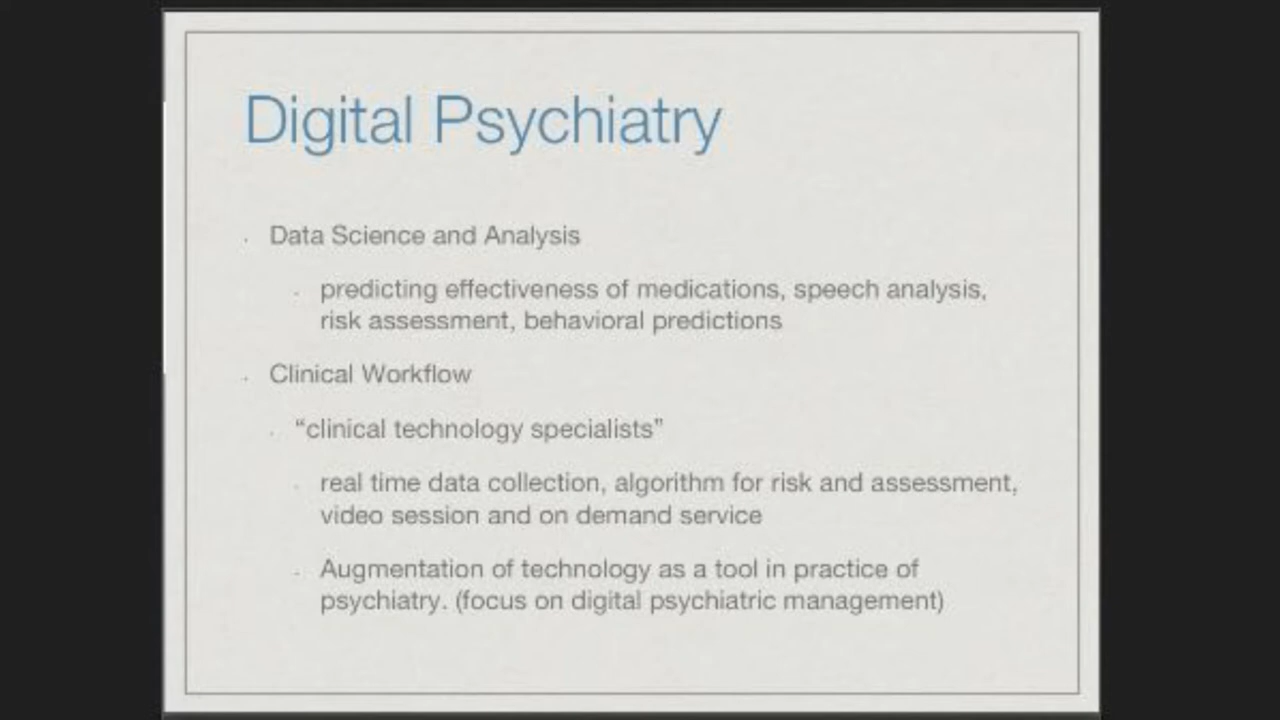 Digital Psychiatry
Data Science and Analysis
predicting effectiveness of medications, speech analysis,
risk assessment, behavioral predictions
Clinical Workflow
“clinical technology specialists”
real time data collection, algorithm for risk and assessment,
video session and on demand service
Augmentation of technology as a tool in practice of
psychiatry. (focus on digital psychiatric management)